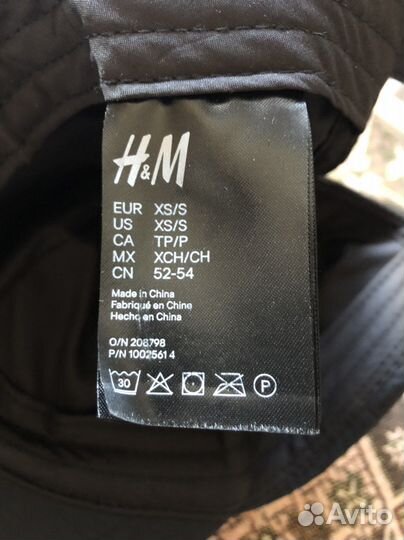 H&M
EUR XS/S
US XS/S
CA TP/P
MX XCH/CH
CN 52-54
Made in China
Fabriqué en Chine
Hecho en China
O/N 208798
P/N 10025614
30 P
Avito